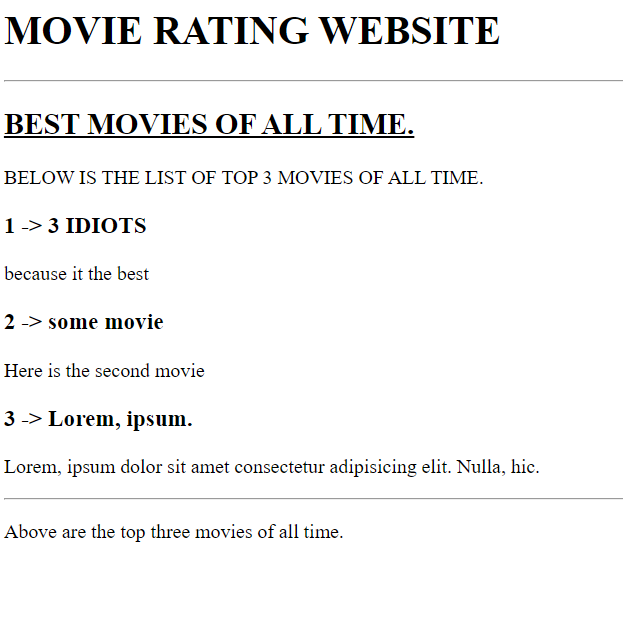 MOVIE RATING WEBSITE
BEST MOVIES OF ALL TIME.
BELOW IS THE LIST OF TOP 3 MOVIES OF ALL TIME.
1 -> 3 IDIOTS
because it the best
2 -> some movie
Here is the second movie
3 -> Lorem, ipsum.
Lorem, ipsum dolor sit amet consectetur adipisicing elit. Nulla, hic.
Above are the top three movies of all time.